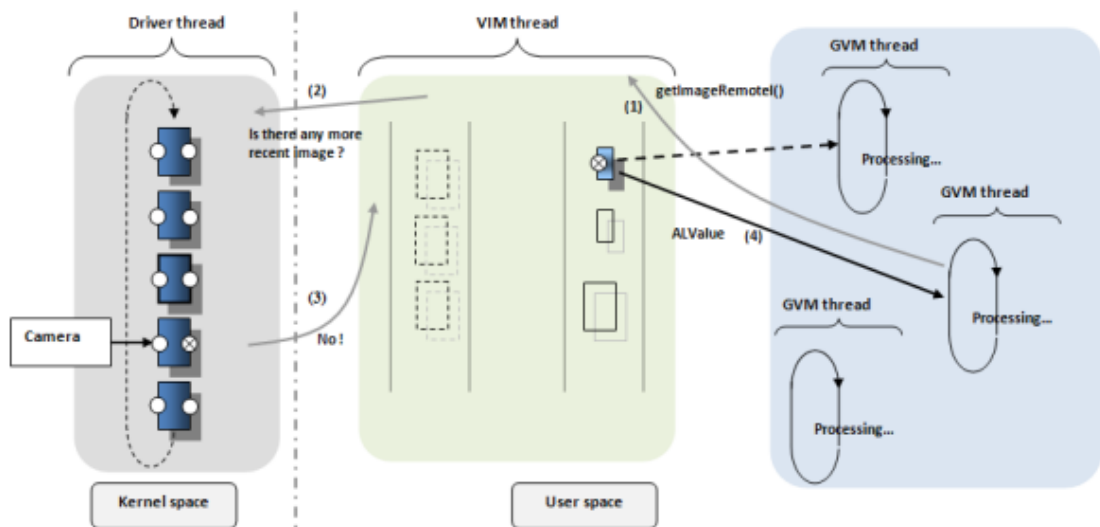 Driver thread
VIM thread
GVM thread
getImageRemotel()
(2)
(1)
Is there any more
recent image ?
Processing...
GVM thread
ALValue
(4)
(3)
GVM thread
Camera
No !
Processing...
Processing...
Kernel space
User space